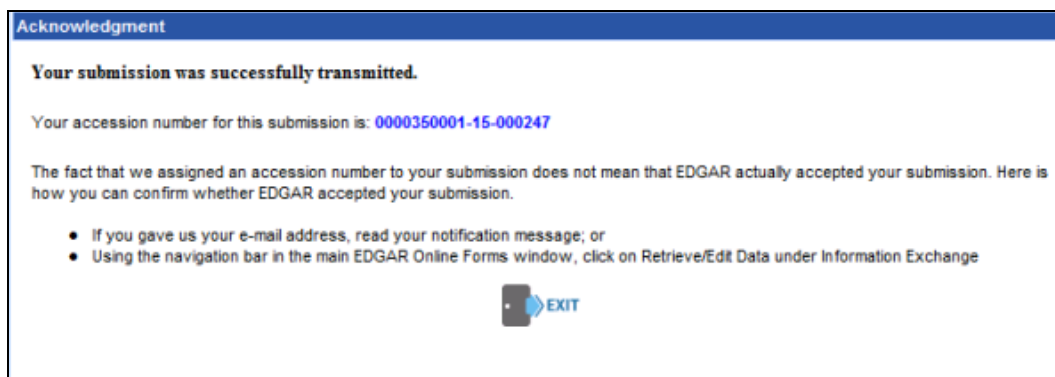 Acknowledgment
Your submission was successfully transmitted.
Your accession number for this submission is: 0000350001-15-000247
The fact that we assigned an accession number to your submission does not mean that EDGAR actually accepted your submission. Here is
how you can confirm whether EDGAR accepted your submission.
● If you gave us your e-mail address, read your notification message; or
● Using the navigation bar in the main EDGAR Online Forms window, click on Retrieve/Edit Data under Information Exchange
EXIT